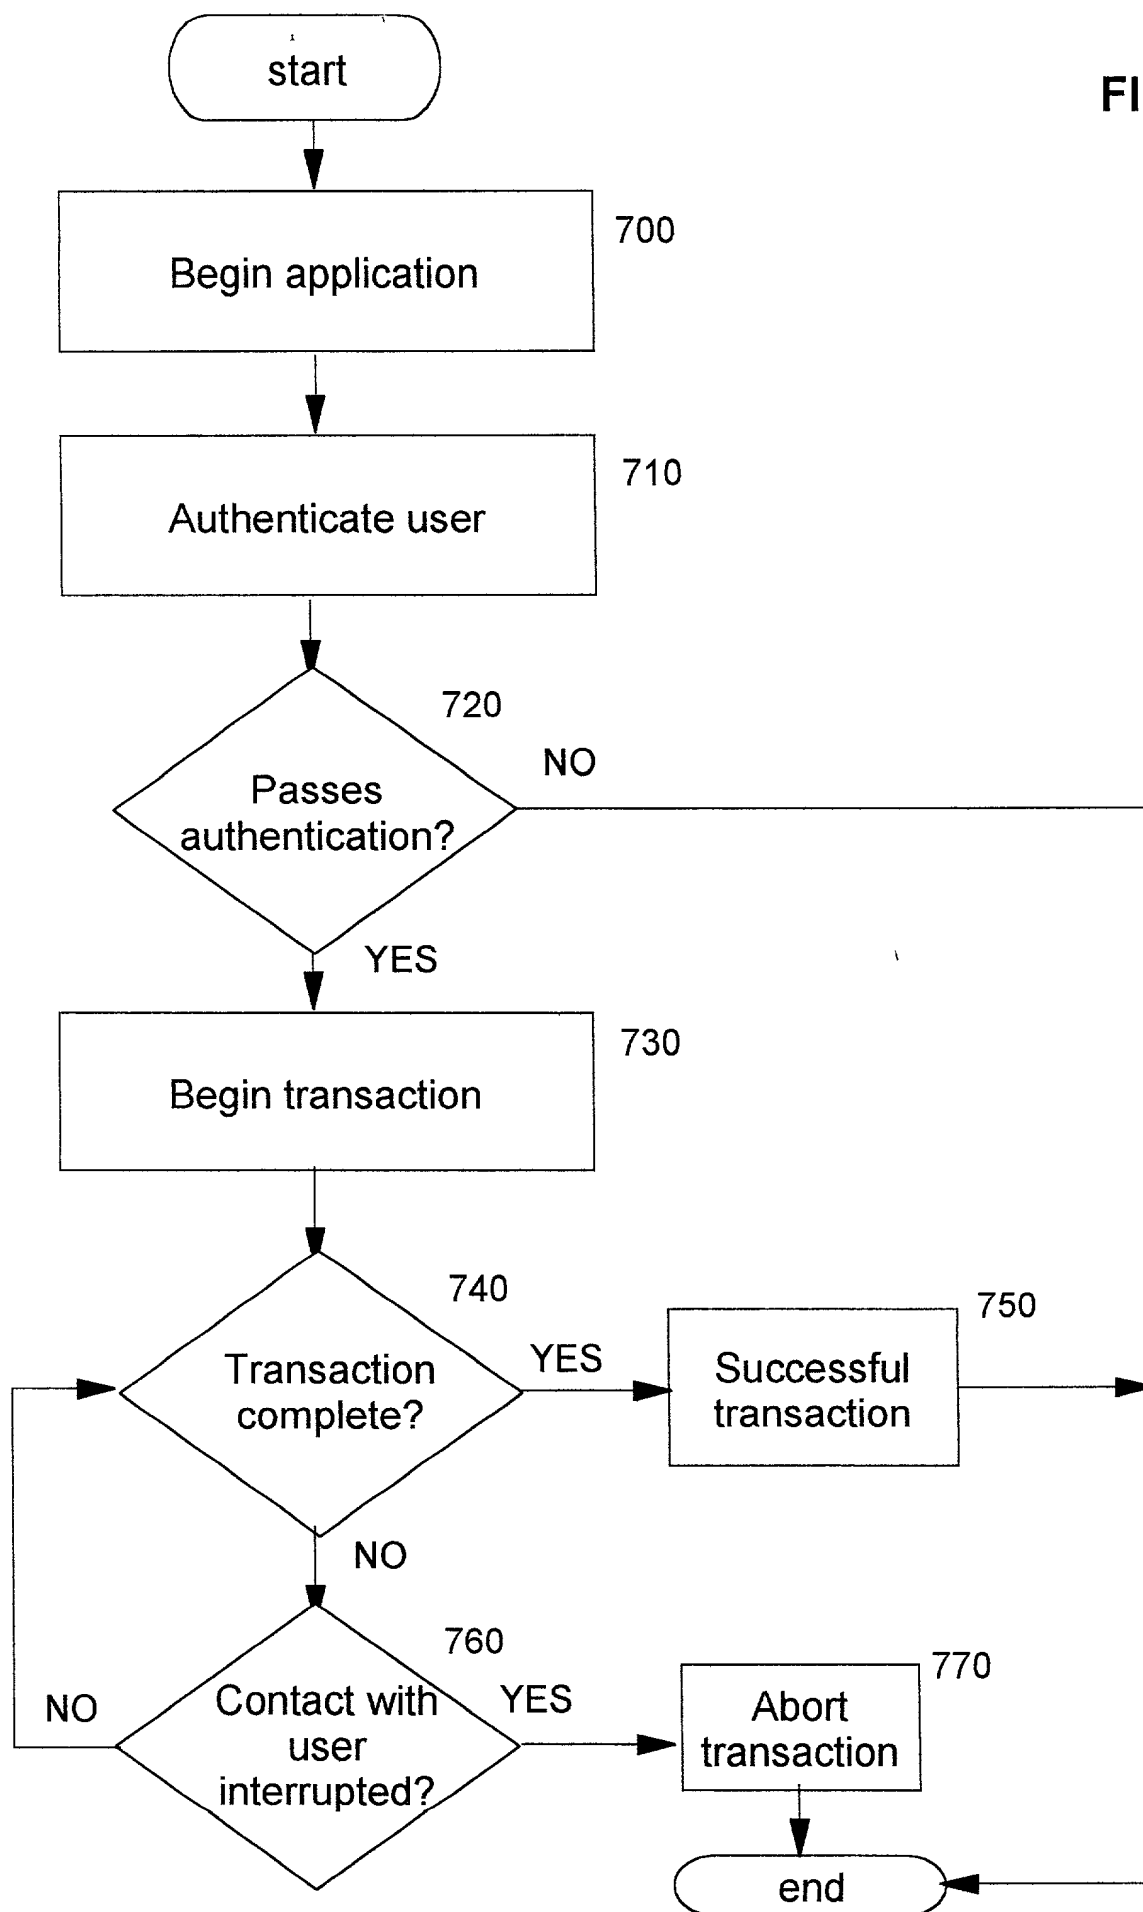 start
FI
700
Begin application
710
Authenticate user
720
NO
Passes
authentication?
YES
730
Begin transaction
740
750
YES
Transaction
complete?
Successful
transaction
NO
760
770
NO
YES
Contact with
user
interrupted?
Abort
transaction
end